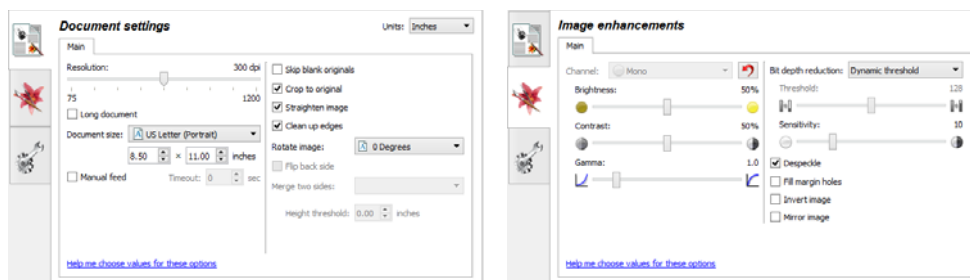 Document settings
Units: Inches
Main
Resolution: 300 dpi
75 1200
Long document
Document size: US Letter (Portrait)
8.50 × 11.00 inches
Manual feed Timeout: 0 sec
Skip blank originals
Crop to original
Straighten image
Clean up edges
Rotate image: 0 Degrees
Flip back side
Merge two sides:
Height threshold: 0.00 inches
Help me choose values for these options
Image enhancements
Main
Channel: Mono
Brightness: 50%
Contrast: 50%
Gamma: 1.0
Bit depth reduction: Dynamic threshold
Threshold: 128
Sensitivity: 10
Despeckle
Fill margin holes
Invert image
Mirror image
Help me choose values for these options